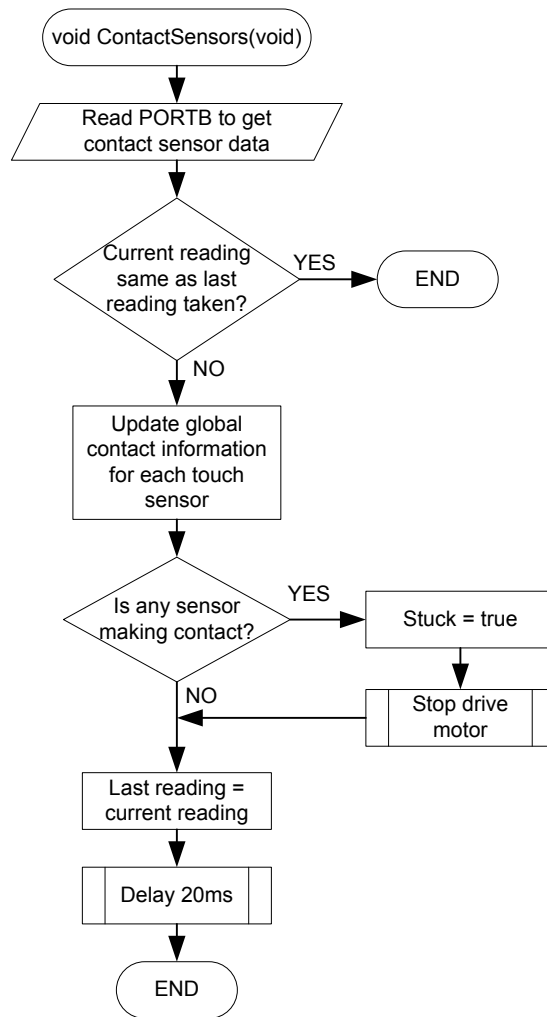 void ContactSensors(void)
Read PORTB to get
contact sensor data
Current reading
same as last
reading taken?
YES
END
NO
Update global
contact information
for each touch
sensor
Is any sensor
making contact?
YES
Stuck = true
Stop drive
motor
NO
Last reading =
current reading
Delay 20ms
END